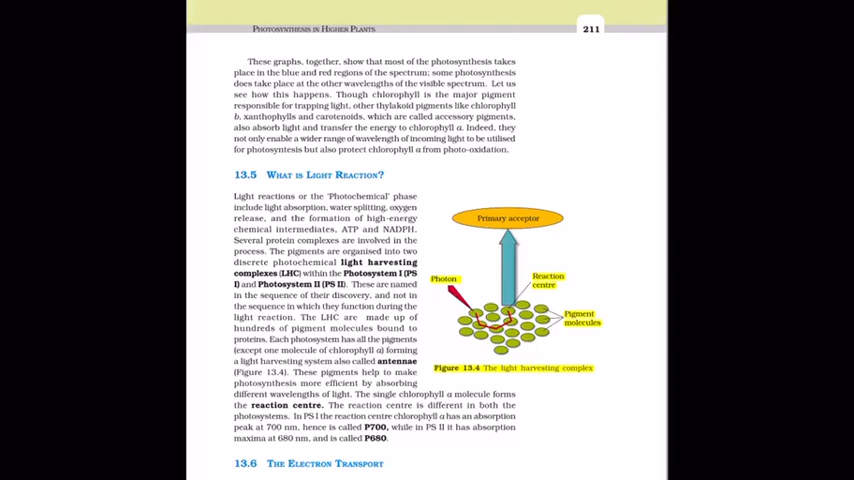 PHOTOSYNTHESIS IN HIGHER PLANTS
211
These graphs, together, show that most of the photosynthesis takes
place in the blue and red regions of the spectrum; some photosynthesis
does take place at the other wavelengths of the visible spectrum. Let us
see how this happens. Though chlorophyll is the major pigment
responsible for trapping light, other thylakoid pigments like chlorophyll
b, xanthophylls and carotenoids, which are called accessory pigments,
also absorb light and transfer the energy to chlorophyll a. Indeed, they
not only enable a wider range of wavelength of incoming light to be utilised
for photosyntesis but also protect chlorophyll a from photo-oxidation.
13.5 WHAT IS LIGHT REACTION?
Light reactions or the 'Photochemical' phase
include light absorption, water splitting, oxygen
release, and the formation of high-energy
chemical intermediates, ATP and NADPH.
Several protein complexes are involved in the
process. The pigments are organised into two
discrete photochemical light harvesting
complexes (LHC) within the Photosystem I (PS
I) and Photosystem II (PS II). These are named
in the sequence of their discovery, and not in
the sequence in which they function during the
light reaction. The LHC are made up of
hundreds of pigment molecules bound to
proteins. Each photosystem has all the pigments
(except one molecule of chlorophyll a) forming
a light harvesting system also called antennae
(Figure 13.4). These pigments help to make
photosynthesis more efficient by absorbing
different wavelengths of light. The single chlorophyll a molecule forms
the reaction centre. The reaction centre is different in both the
photosystems. In PS I the reaction centre chlorophyll a has an absorption
peak at 700 nm, hence is called P700, while in PS II it has absorption
maxima at 680 nm, and is called P680.
Primary acceptor
Photon
Reaction
centre
Pigment
molecules
Figure 13.4 The light harvesting complex
13.6 THE ELECTRON TRANSPORT